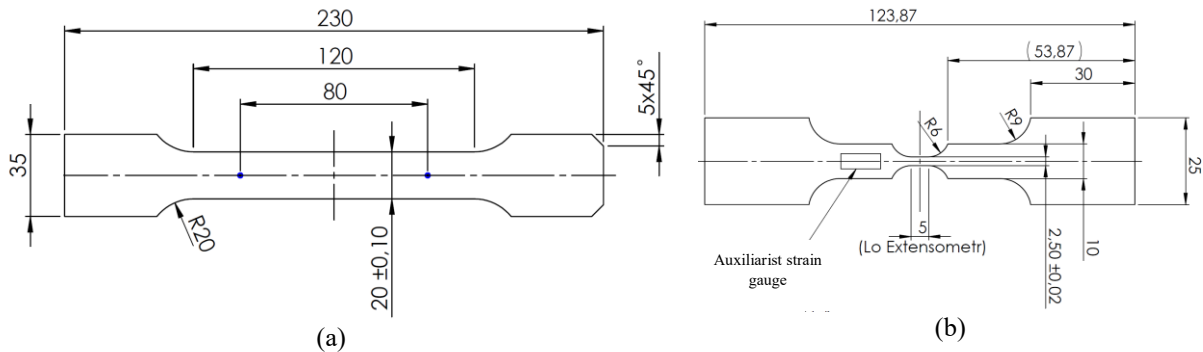 230
120
80
5x45°
35
R20
20 ±0,10
(a)
123,87
(53,87)
30
R6
R9
25
5
(Lo Extensometr)
2,50 ±0,02
10
Auxiliarist strain
gauge
(b)